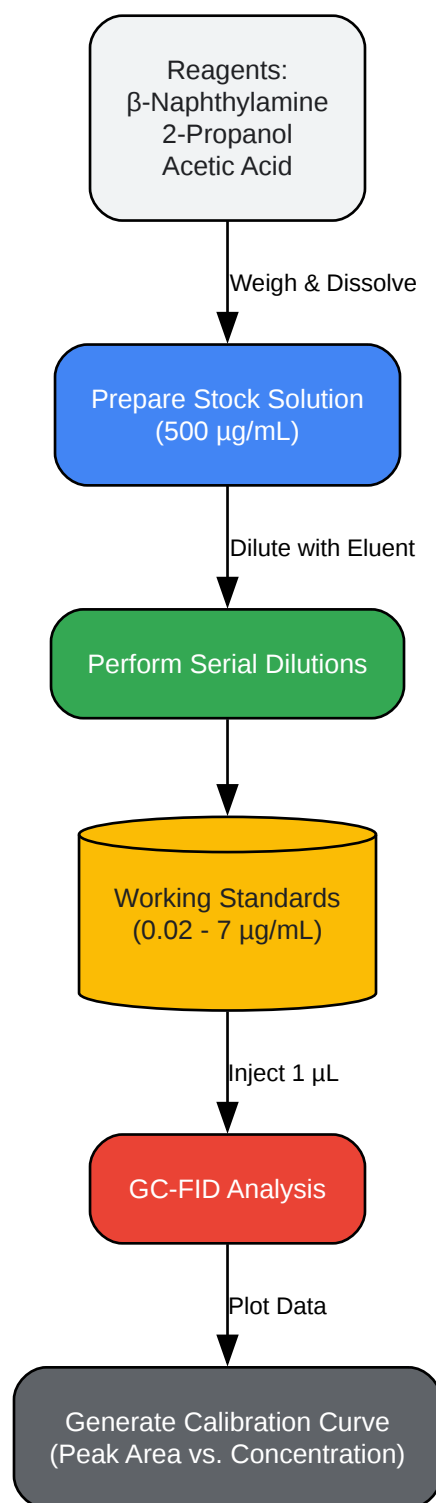 Reagents:
β-Naphthylamine
2-Propanol
Acetic Acid
Weigh & Dissolve
Prepare Stock Solution
(500 µg/mL)
Dilute with Eluent
Perform Serial Dilutions
Working Standards
(0.02 - 7 µg/mL)
Inject 1 µL
GC-FID Analysis
Plot Data
Generate Calibration Curve
(Peak Area vs. Concentration)